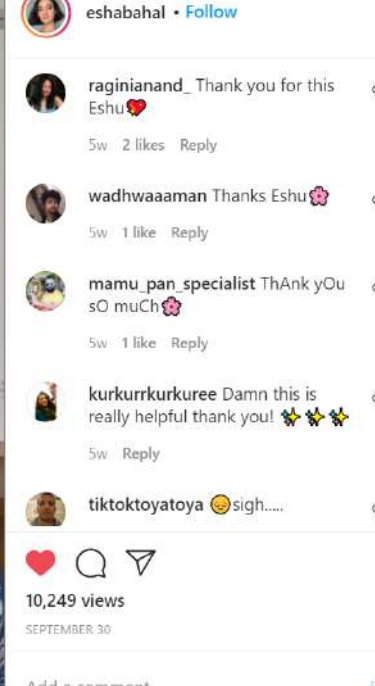 eshabahal • Follow
raginianand_ Thank you for this
Eshu💖
5w 2 likes Reply
wadhwaaaman Thanks Eshu🌸
5w 1 like Reply
mamu_pan_specialist ThAnk yOu
sO muCh🌸
5w 1 like Reply
kurkurrkurkuree Damn this is
really helpful thank you! ✨✨✨
5w Reply
tiktoktoyatoya 😔sigh.....
10,249 views
SEPTEMBER 30
Add a comment